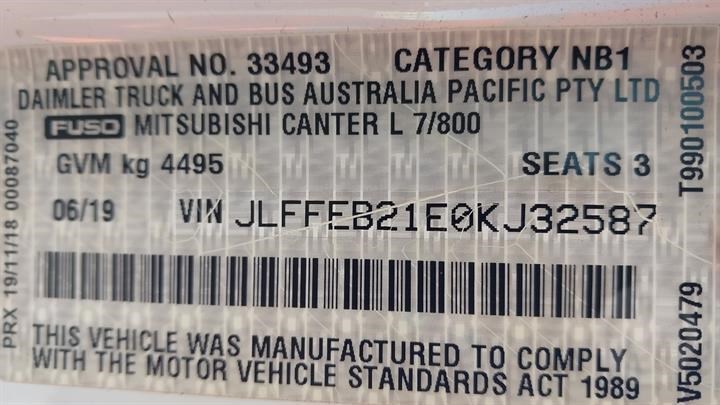 APPROVAL NO. 33493 CATEGORY NB1
DAIMLER TRUCK AND BUS AUSTRALIA PACIFIC PTY LTD
FUSO MITSUBISHI CANTER L 7/800
GVM kg 4495 SEATS 3
06/19 VIN JLFFEB21E0KJ32587
THIS VEHICLE WAS MANUFACTURED TO COMPLY
WITH THE MOTOR VEHICLE STANDARDS ACT 1989
PRX 19/11/18 00087040
V5020479 T990100503